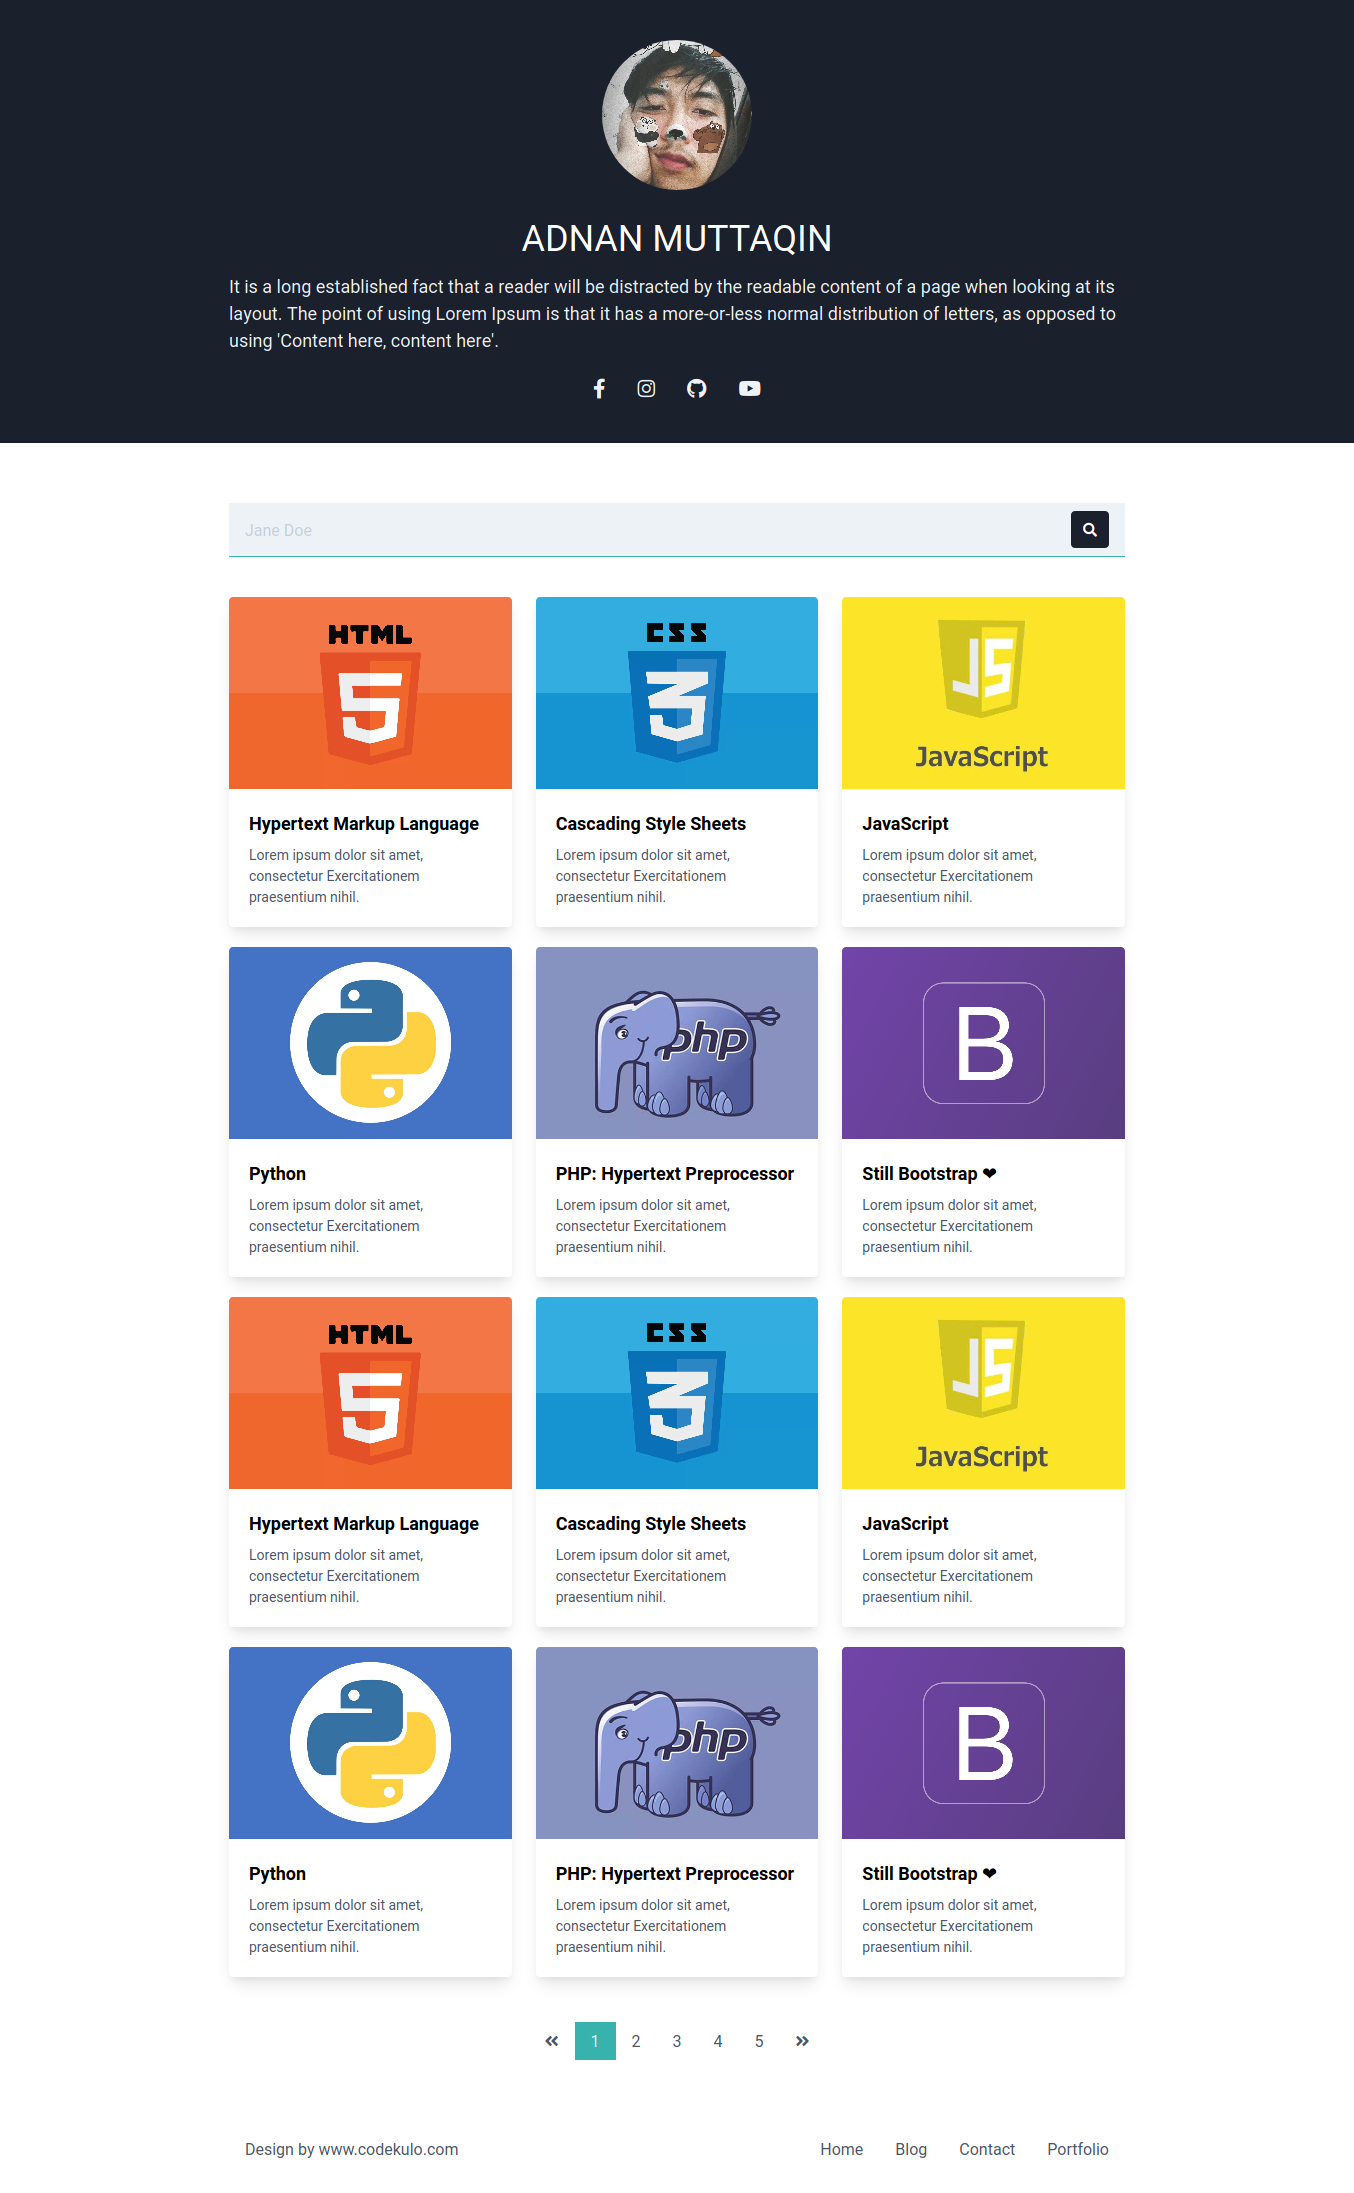 ADNAN MUTTAQIN
It is a long established fact that a reader will be distracted by the readable content of a page when looking at its
layout. The point of using Lorem Ipsum is that it has a more-or-less normal distribution of letters, as opposed to
using 'Content here, content here'.
Jane Doe
HTML
5
CSS
3
JS
JavaScript
Hypertext Markup Language
Lorem ipsum dolor sit amet,
consectetur Exercitationem
praesentium nihil.
Cascading Style Sheets
Lorem ipsum dolor sit amet,
consectetur Exercitationem
praesentium nihil.
JavaScript
Lorem ipsum dolor sit amet,
consectetur Exercitationem
praesentium nihil.
php
B
Python
Lorem ipsum dolor sit amet,
consectetur Exercitationem
praesentium nihil.
PHP: Hypertext Preprocessor
Lorem ipsum dolor sit amet,
consectetur Exercitationem
praesentium nihil.
Still Bootstrap ❤
Lorem ipsum dolor sit amet,
consectetur Exercitationem
praesentium nihil.
HTML
5
CSS
3
JS
JavaScript
Hypertext Markup Language
Lorem ipsum dolor sit amet,
consectetur Exercitationem
praesentium nihil.
Cascading Style Sheets
Lorem ipsum dolor sit amet,
consectetur Exercitationem
praesentium nihil.
JavaScript
Lorem ipsum dolor sit amet,
consectetur Exercitationem
praesentium nihil.
php
B
Python
Lorem ipsum dolor sit amet,
consectetur Exercitationem
praesentium nihil.
PHP: Hypertext Preprocessor
Lorem ipsum dolor sit amet,
consectetur Exercitationem
praesentium nihil.
Still Bootstrap ❤
Lorem ipsum dolor sit amet,
consectetur Exercitationem
praesentium nihil.
« 1 2 3 4 5 »
Design by www.codekulo.com
Home Blog Contact Portfolio